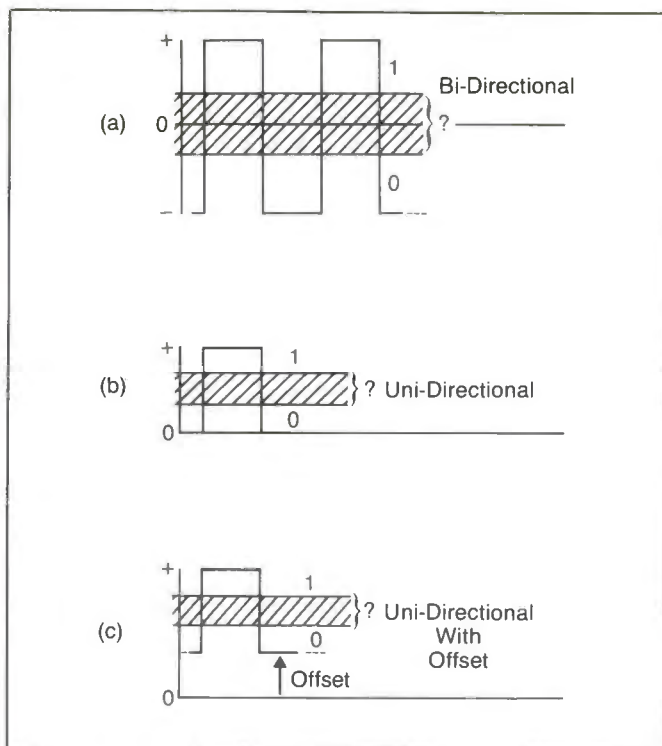 +
1
Bi-Directional
(a) 0 ?
0
–
+
1
(b) ? Uni-Directional
0
0
+
1
(c) ? Uni-Directional
0 With
Offset
Offset
0